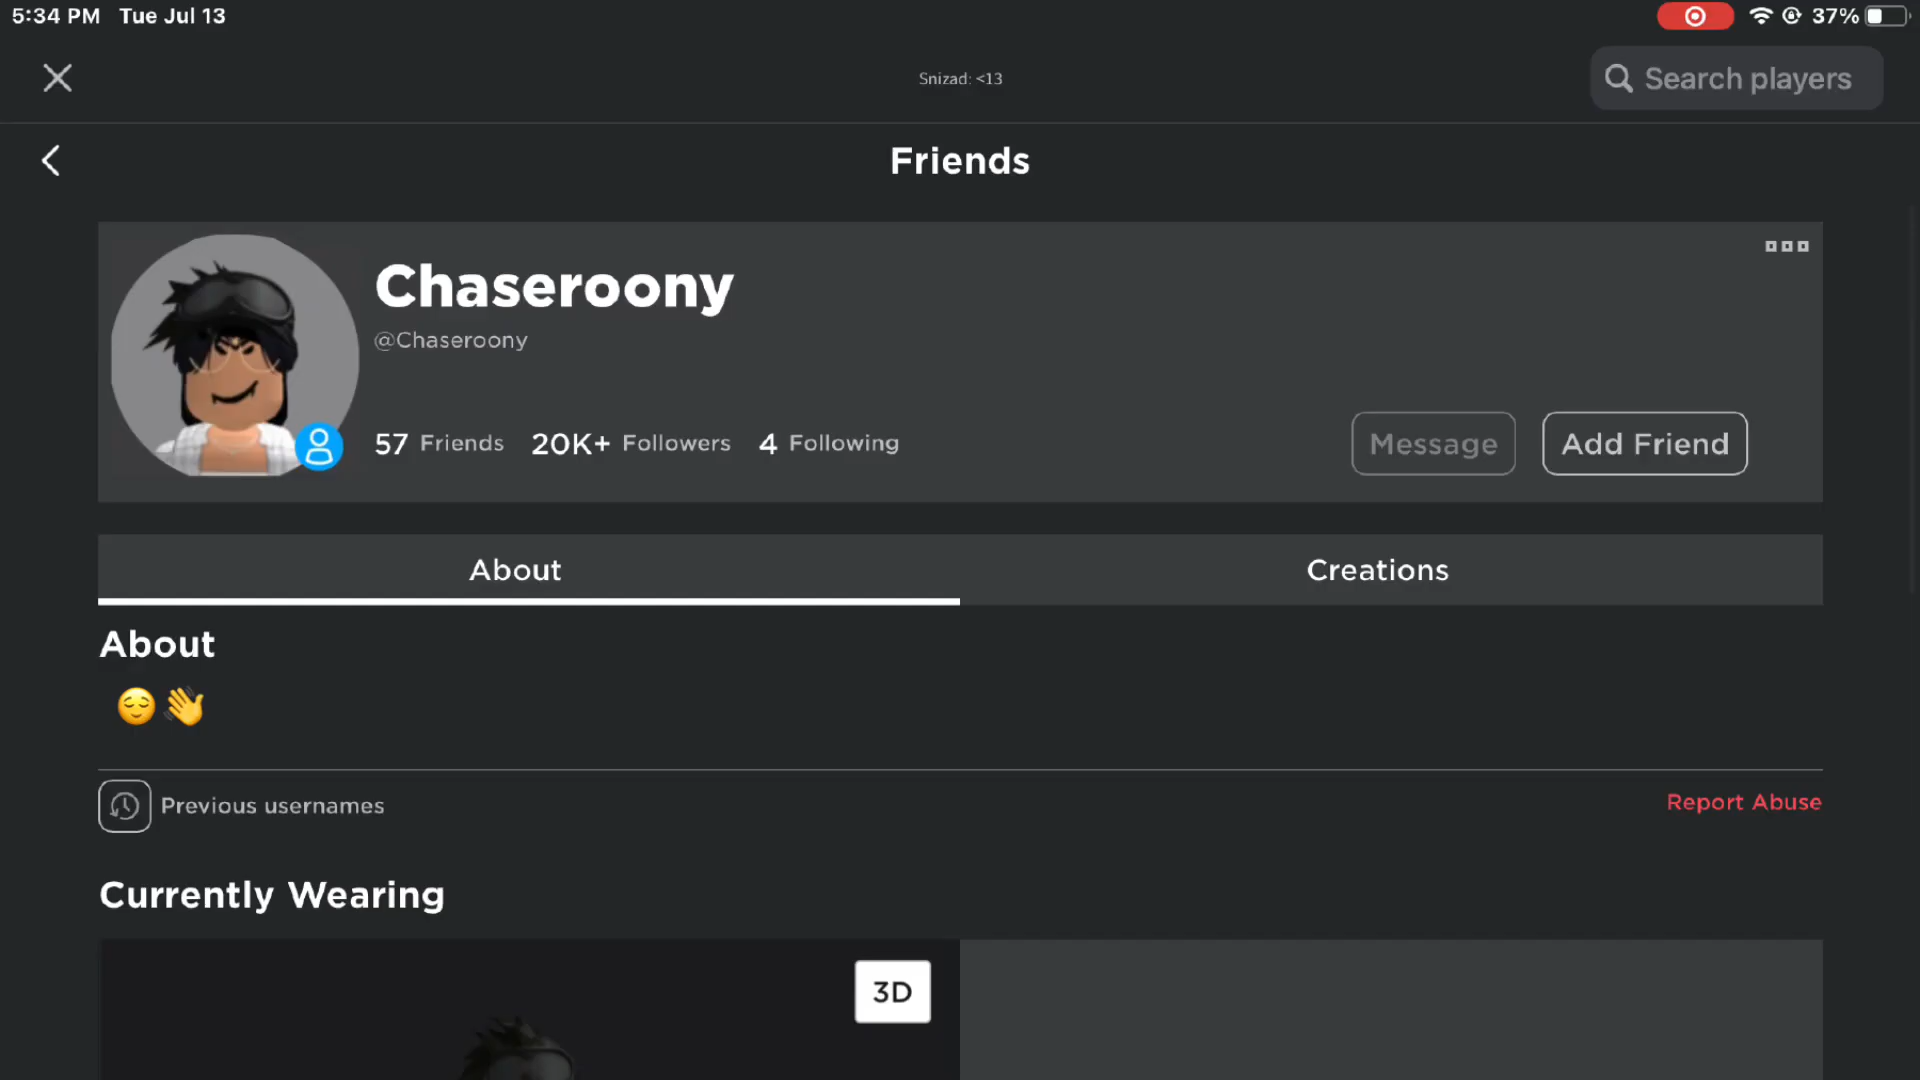 5:34 PM Tue Jul 13 37%
Snizad: <13
Search players
Friends
Chaseroony
@Chaseroony
57 Friends 20K+ Followers 4 Following
Message Add Friend
About Creations
About
😌👋
Previous usernames Report Abuse
Currently Wearing
3D